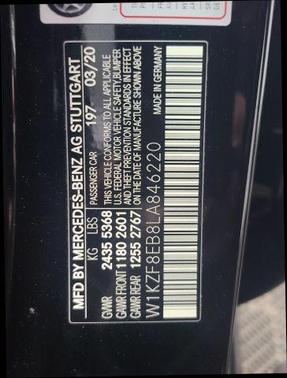 MFD BY MERCEDES-BENZ AG STUTTGART
PASSENGER CAR 197 03/20
KG LBS
GVWR 2435 5368
GAWR FRONT 1180 2601
GAWR REAR 1255 2767
THIS VEHICLE CONFORMS TO ALL APPLICABLE
U.S. FEDERAL MOTOR VEHICLE SAFETY, BUMPER
AND THEFT PREVENTION STANDARDS IN EFFECT
ON THE DATE OF MANUFACTURE SHOWN ABOVE
MADE IN GERMANY
W1KZF8EB8LA846220